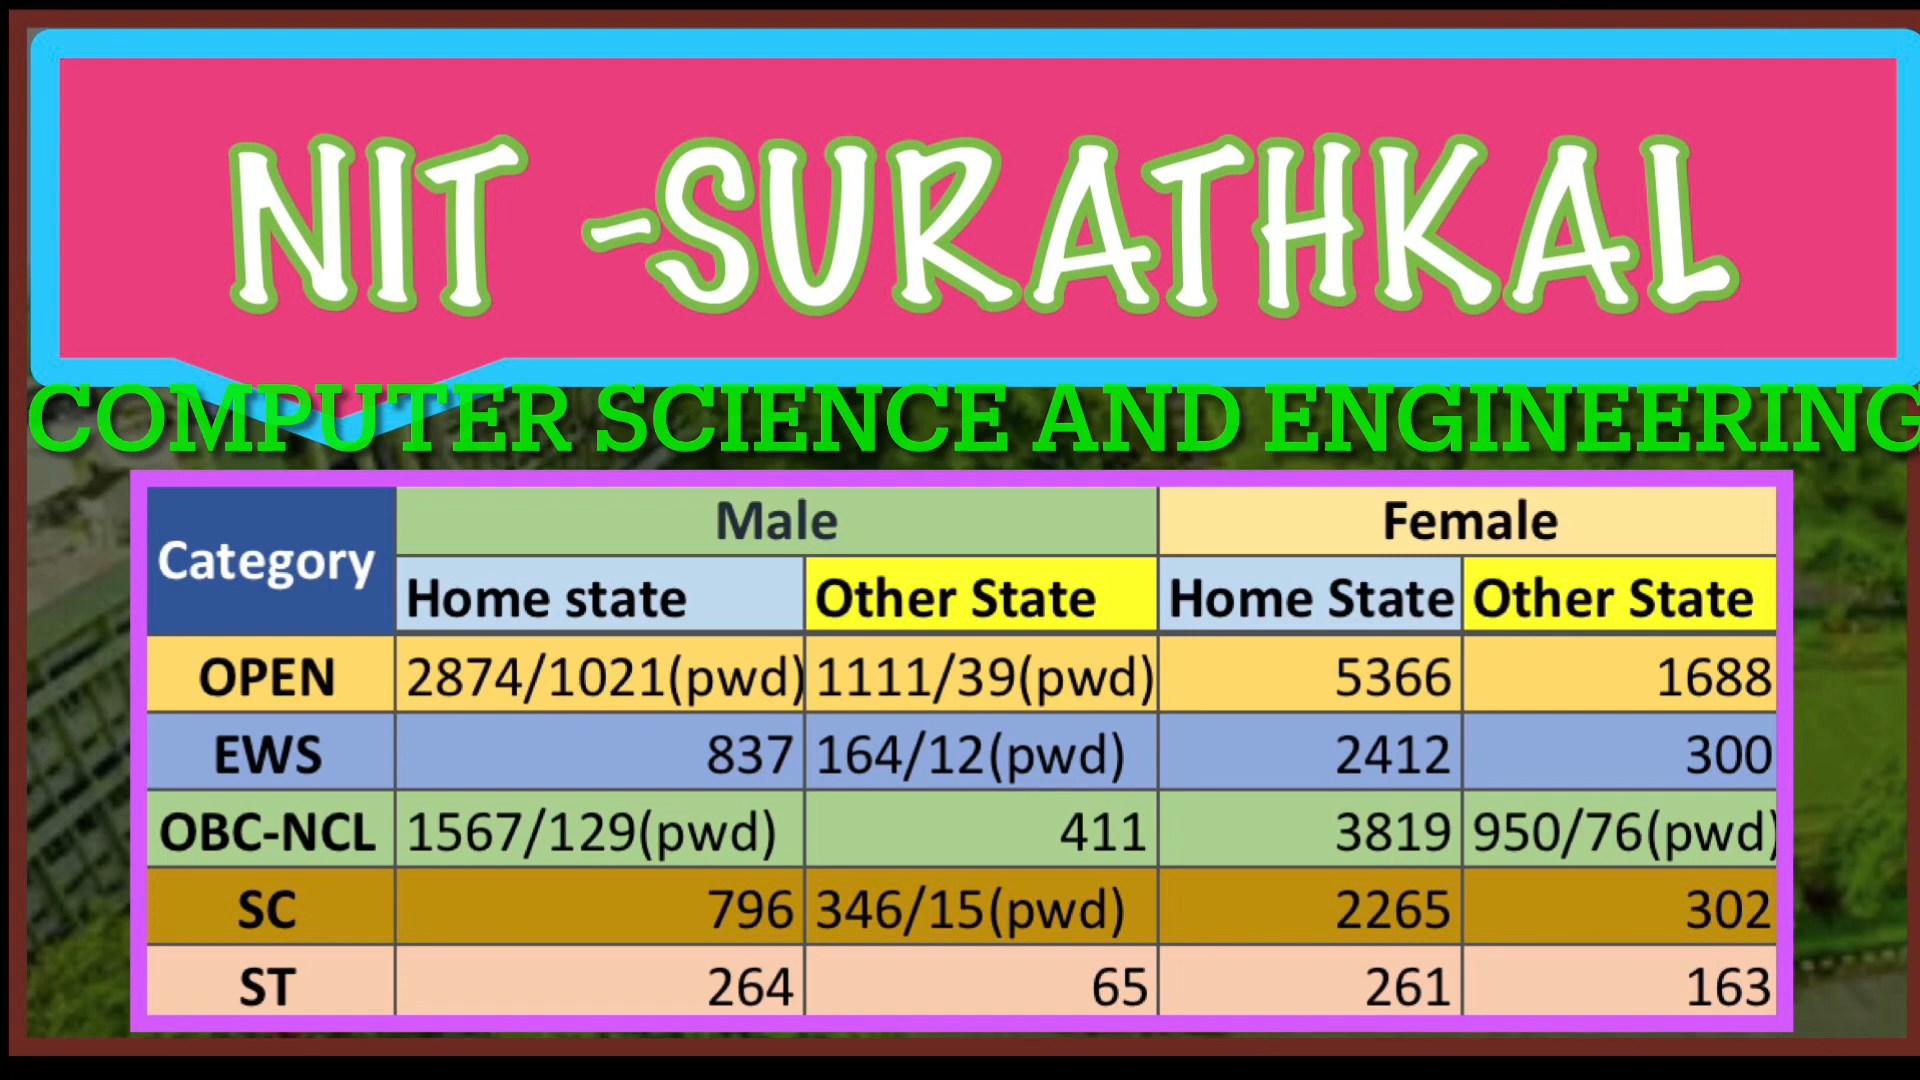 NIT -SURATHKAL
COMPUTER SCIENCE AND ENGINEERING
Category Male Female
Home state Other State Home State Other State
OPEN 2874/1021(pwd) 1111/39(pwd) 5366 1688
EWS 837 164/12(pwd) 2412 300
OBC-NCL 1567/129(pwd) 411 3819 950/76(pwd)
SC 796 346/15(pwd) 2265 302
ST 264 65 261 163